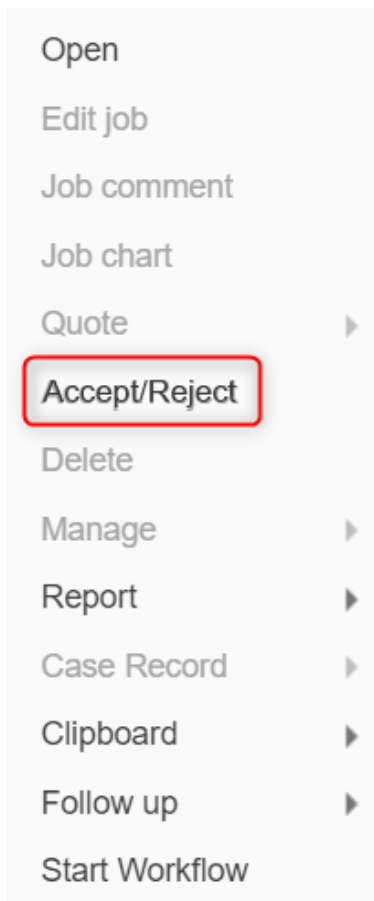 Open
Edit job
Job comment
Job chart
Quote
Accept/Reject
Delete
Manage
Report
Case Record
Clipboard
Follow up
Start Workflow